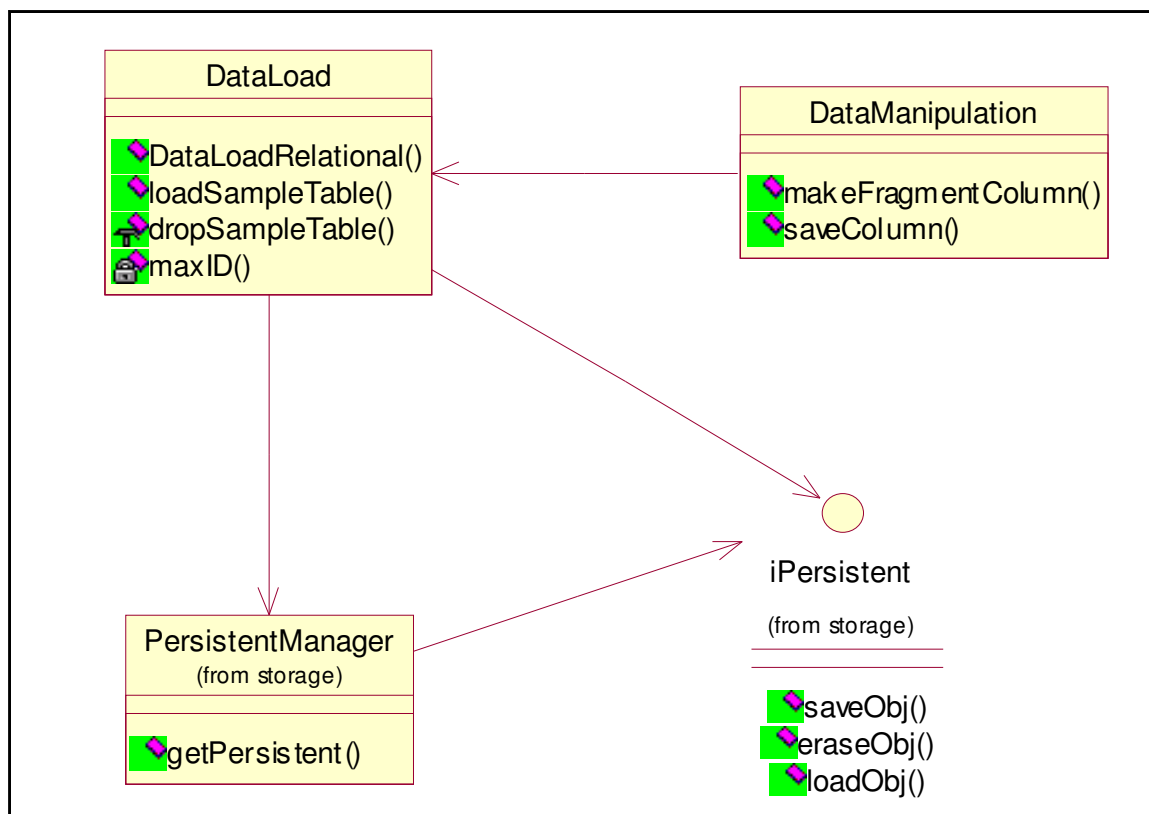 DataLoad
DataLoadRelational()
loadSampleTable()
dropSampleTable()
maxID()
DataManipulation
makeFragmentColumn()
saveColumn()
PersistentManager
(from storage)
getPersistent()
iPersistent
(from storage)
saveObj()
eraseObj()
loadObj()